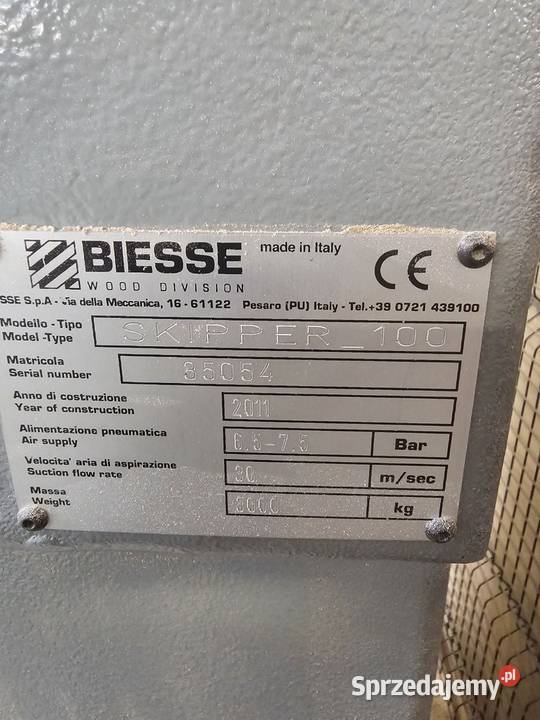 BIESSE
made in Italy
CE
WOOD DIVISION
SSE S.p.A - Via della Meccanica, 16 - 61122 Pesaro (PU) Italy - Tel.+39 0721 439100
Modello - Tipo
Model -Type
SKIPPER_100
Matricola
Serial number
85054
Anno di costruzione
Year of construction
2011
Alimentazione pneumatica
Air supply
6.5-7.5
Bar
Velocita' aria di aspirazione
Suction flow rate
30
m/sec
Massa
Weight
kg
Sprzedajemy.pl